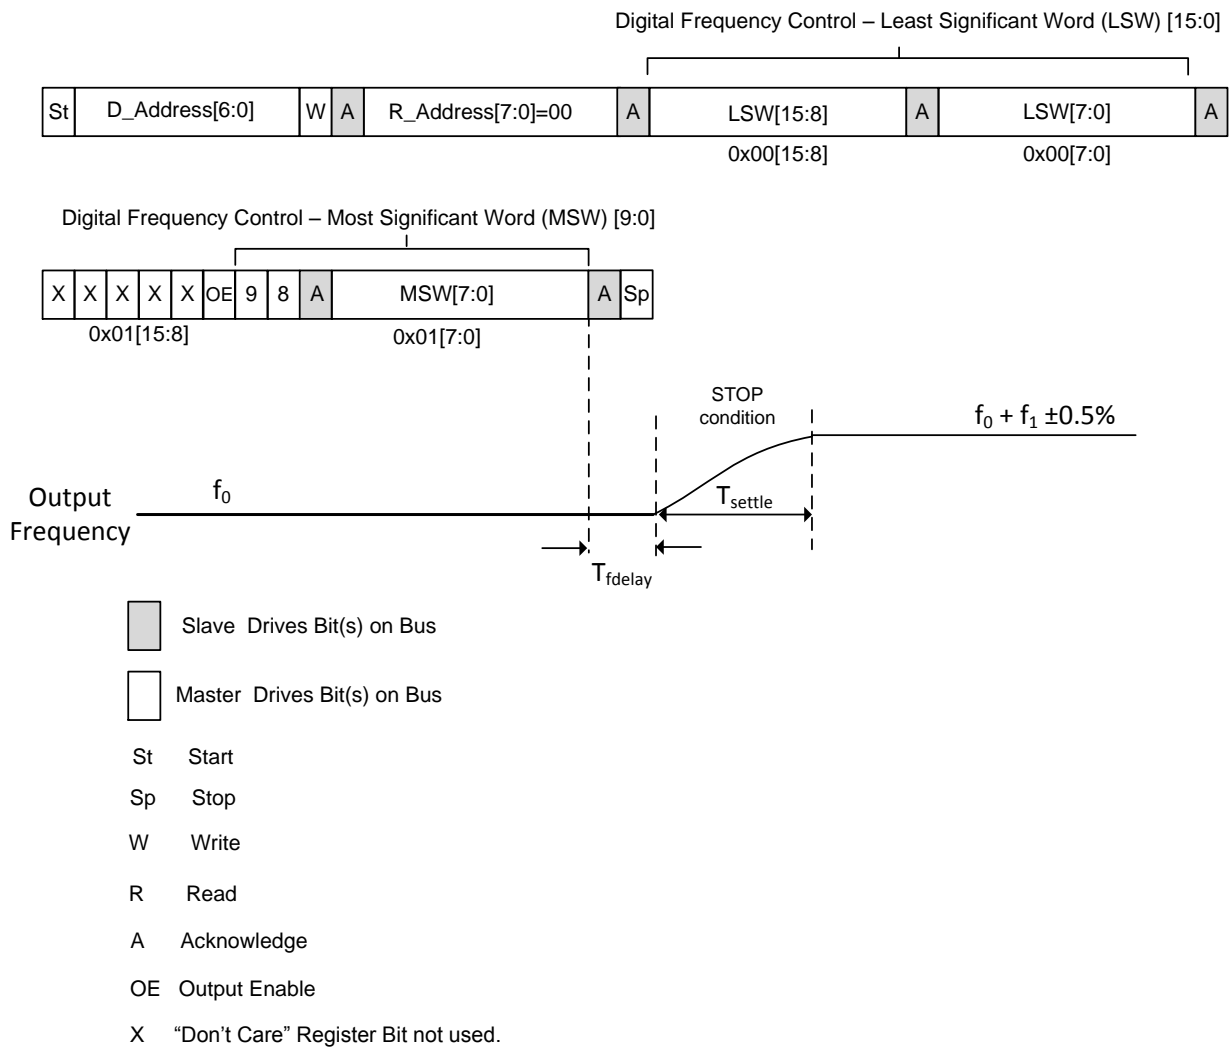 Digital Frequency Control – Least Significant Word (LSW) [15:0]
St D_Address[6:0] W A R_Address[7:0]=00 A LSW[15:8] A LSW[7:0] A
0x00[15:8] 0x00[7:0]
Digital Frequency Control – Most Significant Word (MSW) [9:0]
X X X X X OE 9 8 A MSW[7:0] A Sp
0x01[15:8] 0x01[7:0]
STOP
condition
f0 + f1 ±0.5%
Output
Frequency
f0
Tsettle
Tfdelay
Slave Drives Bit(s) on Bus
Master Drives Bit(s) on Bus
St Start
Sp Stop
W Write
R Read
A Acknowledge
OE Output Enable
X “Don’t Care” Register Bit not used.